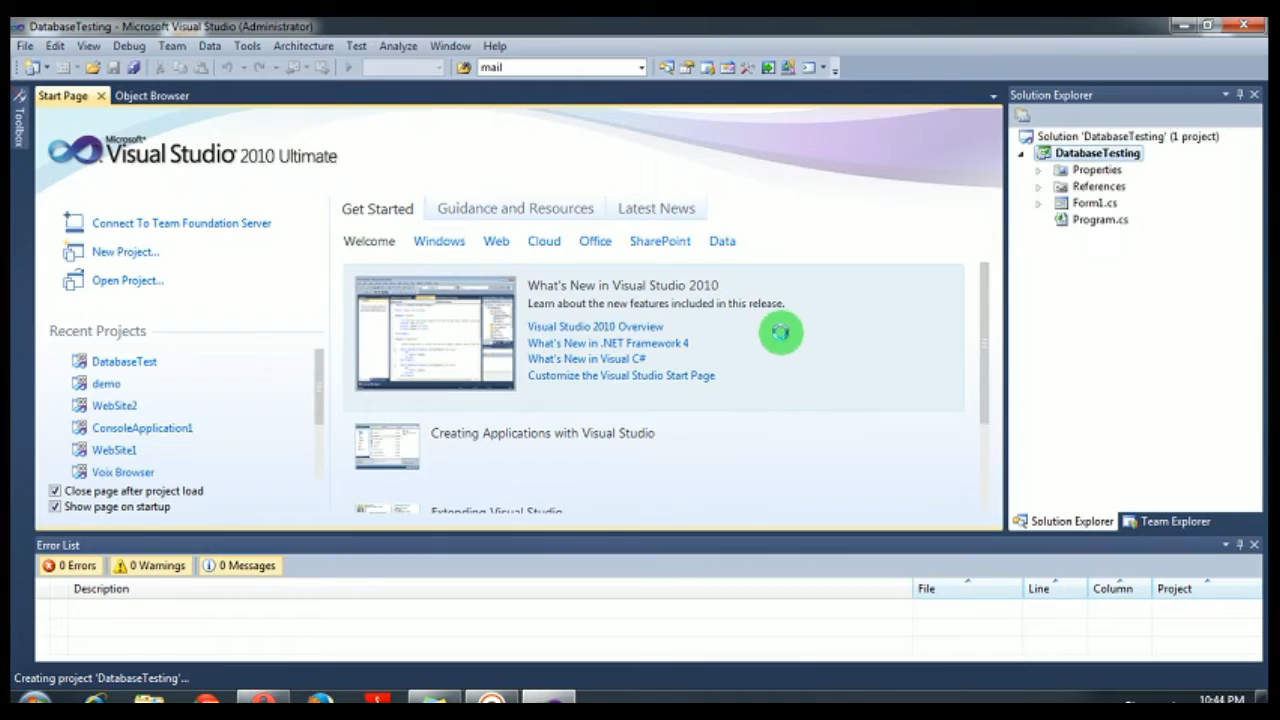 DatabaseTesting - Microsoft Visual Studio (Administrator)
File Edit View Debug Team Data Tools Architecture Test Analyze Window Help
mail
Toolbox
Start Page Object Browser
Microsoft
Visual Studio 2010 Ultimate
Connect To Team Foundation Server
New Project...
Open Project...
Recent Projects
DatabaseTest
demo
WebSite2
ConsoleApplication1
WebSite1
Voix Browser
Close page after project load
Show page on startup
Get Started Guidance and Resources Latest News
Welcome Windows Web Cloud Office SharePoint Data
What's New in Visual Studio 2010
Learn about the new features included in this release.
Visual Studio 2010 Overview
What's New in .NET Framework 4
What's New in Visual C#
Customize the Visual Studio Start Page
Creating Applications with Visual Studio
Extending Visual Studio
Solution Explorer
Solution 'DatabaseTesting' (1 project)
DatabaseTesting
Properties
References
Form1.cs
Program.cs
Solution Explorer Team Explorer
Error List
0 Errors 0 Warnings 0 Messages
Description File Line Column Project
Creating project 'DatabaseTesting'...
10:44 PM